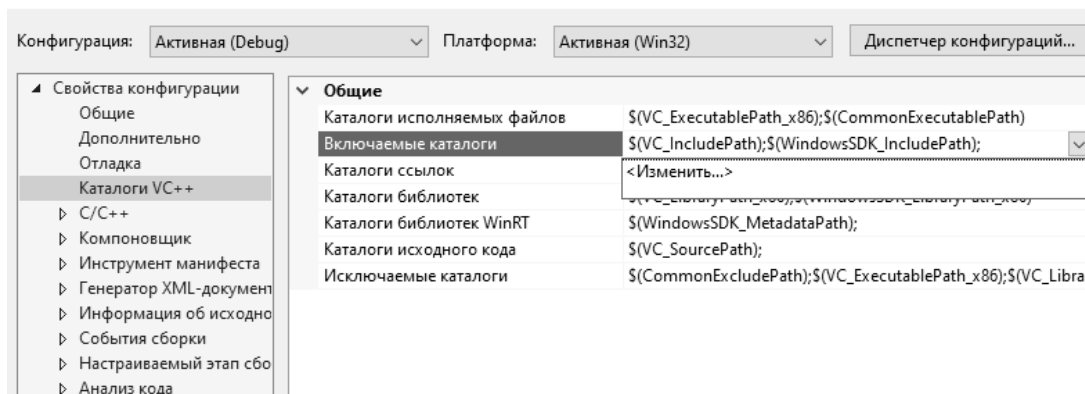 Конфигурация: Активная (Debug) Платформа: Активная (Win32) Диспетчер конфигураций...
Свойства конфигурации
Общие
Дополнительно
Отладка
Каталоги VC++
C/C++
Компоновщик
Инструмент манифеста
Генератор XML-документ
Информация об исходно
События сборки
Настраиваемый этап сбо
Анализ кода
Общие
Каталоги исполняемых файлов $(VC_ExecutablePath_x86);$(CommonExecutablePath)
Включаемые каталоги $(VC_IncludePath);$(WindowsSDK_IncludePath);
Каталоги ссылок <Изменить...>
Каталоги библиотек $(VC_LibraryPath_x86);$(WindowsSDK_LibraryPath_x86)
Каталоги библиотек WinRT $(WindowsSDK_MetadataPath);
Каталоги исходного кода $(VC_SourcePath);
Исключаемые каталоги $(CommonExcludePath);$(VC_ExecutablePath_x86);$(VC_Libra